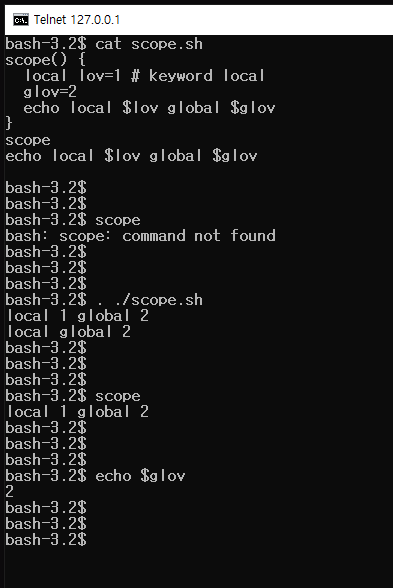 Telnet 127.0.0.1
bash-3.2$ cat scope.sh
scope() {
  local lov=1 # keyword local
  glov=2
  echo local $lov global $glov
}
scope
echo local $lov global $glov

bash-3.2$
bash-3.2$
bash-3.2$ scope
bash: scope: command not found
bash-3.2$
bash-3.2$
bash-3.2$
bash-3.2$ . ./scope.sh
local 1 global 2
local global 2
bash-3.2$
bash-3.2$
bash-3.2$
bash-3.2$ scope
local 1 global 2
bash-3.2$
bash-3.2$
bash-3.2$
bash-3.2$ echo $glov
2
bash-3.2$
bash-3.2$
bash-3.2$